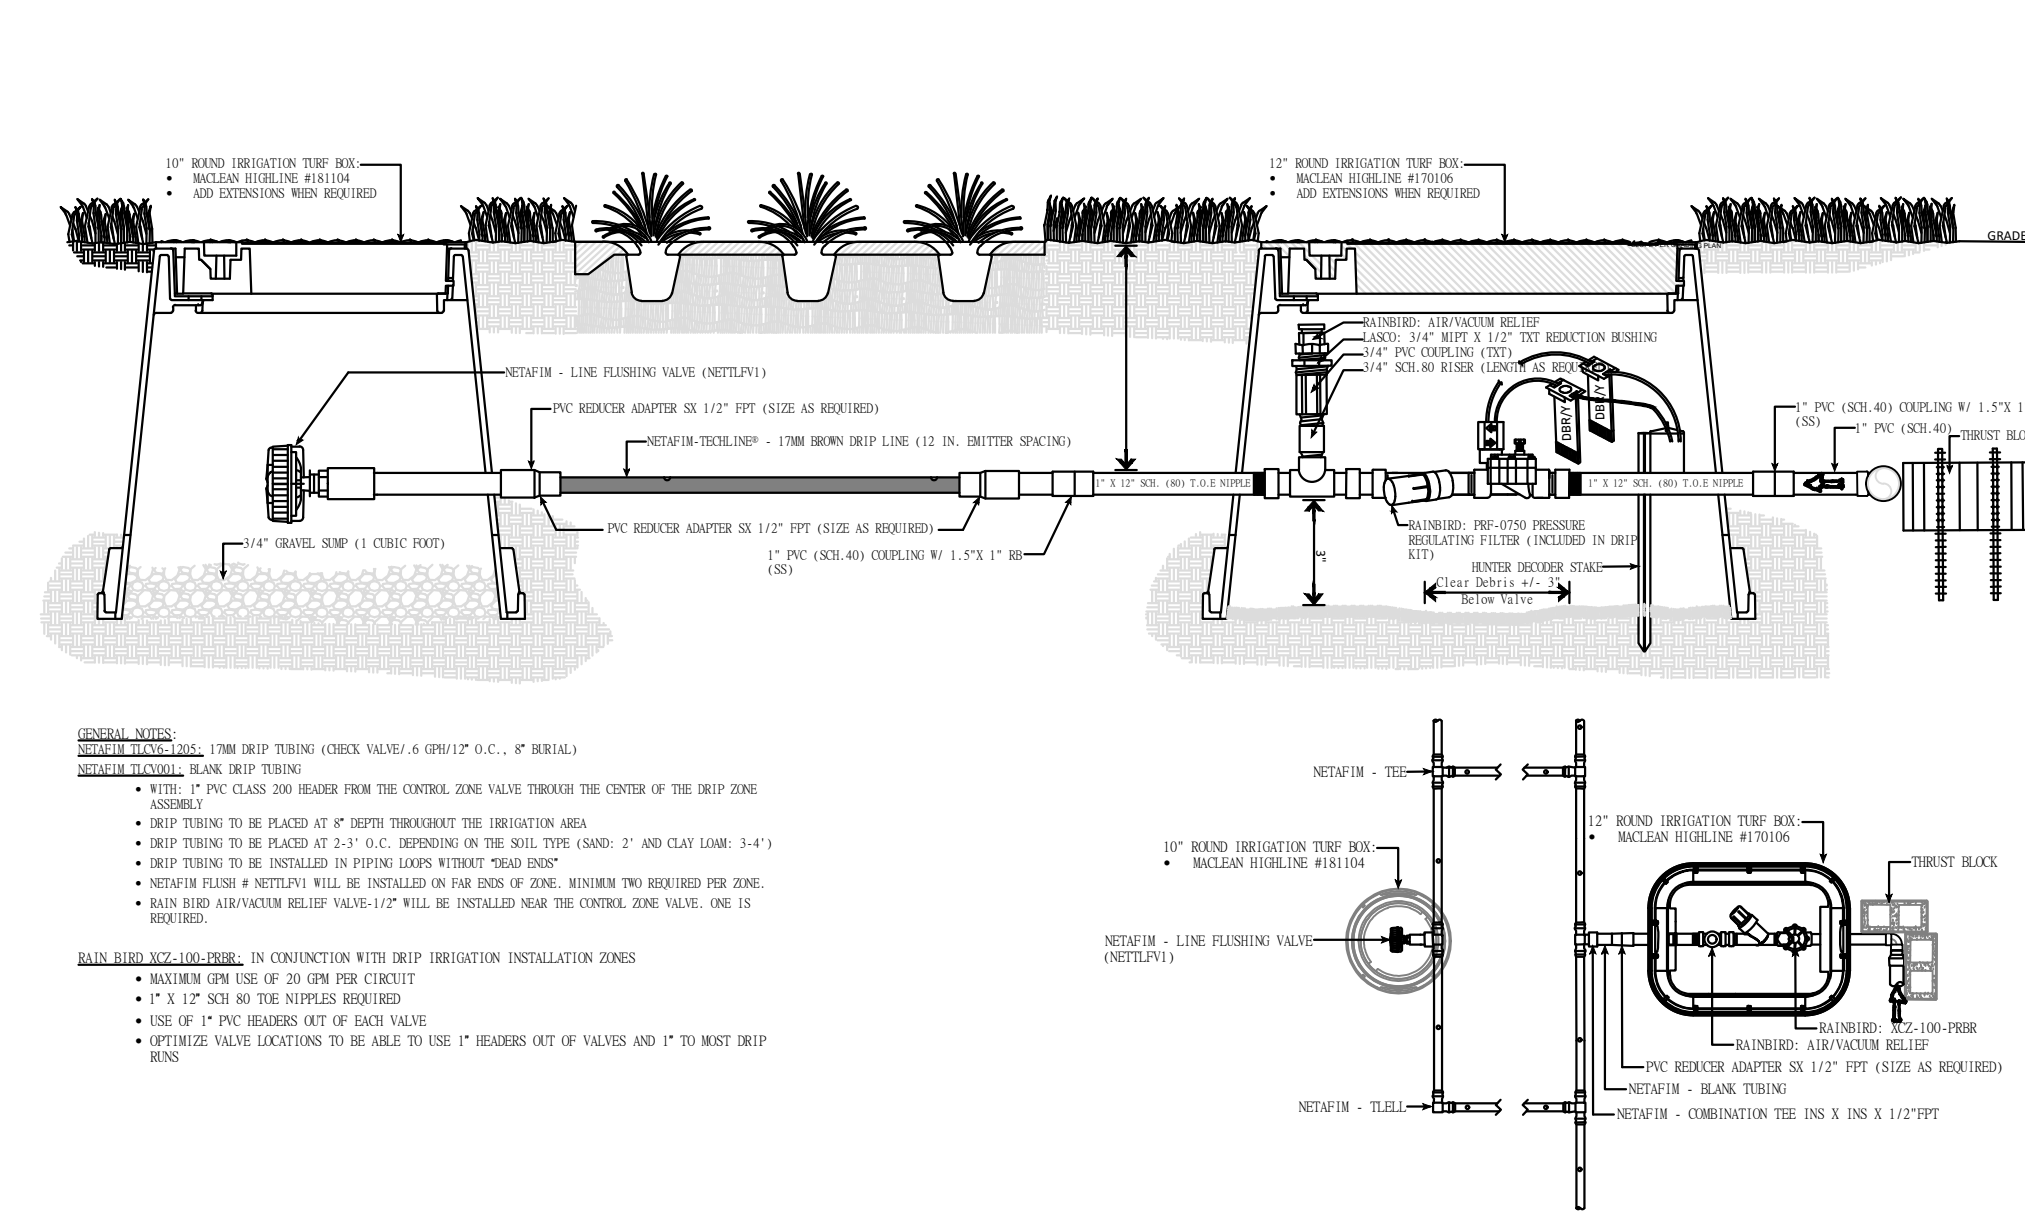 10" ROUND IRRIGATION TURF BOX:
• MACLEAN HIGHLINE #181104
• ADD EXTENSIONS WHEN REQUIRED
12" ROUND IRRIGATION TURF BOX:
• MACLEAN HIGHLINE #170106
• ADD EXTENSIONS WHEN REQUIRED
GRADE
PLAN
RAINBIRD: AIR/VACUUM RELIEF
LASCO: 3/4" MIPT X 1/2" TXT REDUCTION BUSHING
3/4" PVC COUPLING (TXT)
3/4" SCH.80 RISER (LENGTH AS REQU
NETAFIM - LINE FLUSHING VALVE (NETTLFV1)
PVC REDUCER ADAPTER SX 1/2" FPT (SIZE AS REQUIRED)
NETAFIM-TECHLINE® - 17MM BROWN DRIP LINE (12 IN. EMITTER SPACING)
DBR/Y
DBR/Y
1" PVC (SCH.40) COUPLING W/ 1.5"X 1
(SS)
1" PVC (SCH.40)
THRUST BLO
1" X 12" SCH. (80) T.O.E NIPPLE
1" X 12" SCH. (80) T.O.E NIPPLE
PVC REDUCER ADAPTER SX 1/2" FPT (SIZE AS REQUIRED)
RAINBIRD: PRF-0750 PRESSURE
REGULATING FILTER (INCLUDED IN DRIP
KIT)
3/4" GRAVEL SUMP (1 CUBIC FOOT)
1" PVC (SCH.40) COUPLING W/ 1.5"X 1" RB
(SS)
3"
HUNTER DECODER STAKE
Clear Debris +/- 3"
Below Valve
GENERAL NOTES:
NETAFIM TLCV6-1205: 17MM DRIP TUBING (CHECK VALVE/.6 GPH/12" O.C., 8" BURIAL)
NETAFIM TLCV001: BLANK DRIP TUBING
• WITH: 1" PVC CLASS 200 HEADER FROM THE CONTROL ZONE VALVE THROUGH THE CENTER OF THE DRIP ZONE
ASSEMBLY
• DRIP TUBING TO BE PLACED AT 8" DEPTH THROUGHOUT THE IRRIGATION AREA
• DRIP TUBING TO BE PLACED AT 2-3' O.C. DEPENDING ON THE SOIL TYPE (SAND: 2' AND CLAY LOAM: 3-4')
• DRIP TUBING TO BE INSTALLED IN PIPING LOOPS WITHOUT "DEAD ENDS"
• NETAFIM FLUSH # NETTLFV1 WILL BE INSTALLED ON FAR ENDS OF ZONE. MINIMUM TWO REQUIRED PER ZONE.
• RAIN BIRD AIR/VACUUM RELIEF VALVE-1/2" WILL BE INSTALLED NEAR THE CONTROL ZONE VALVE. ONE IS
REQUIRED.
RAIN BIRD XCZ-100-PRBR: IN CONJUNCTION WITH DRIP IRRIGATION INSTALLATION ZONES
• MAXIMUM GPM USE OF 20 GPM PER CIRCUIT
• 1" X 12" SCH 80 TOE NIPPLES REQUIRED
• USE OF 1" PVC HEADERS OUT OF EACH VALVE
• OPTIMIZE VALVE LOCATIONS TO BE ABLE TO USE 1" HEADERS OUT OF VALVES AND 1" TO MOST DRIP
RUNS
NETAFIM - TEE
12" ROUND IRRIGATION TURF BOX:
• MACLEAN HIGHLINE #170106
10" ROUND IRRIGATION TURF BOX:
• MACLEAN HIGHLINE #181104
THRUST BLOCK
NETAFIM - LINE FLUSHING VALVE
(NETTLFV1)
RAINBIRD: XCZ-100-PRBR
RAINBIRD: AIR/VACUUM RELIEF
PVC REDUCER ADAPTER SX 1/2" FPT (SIZE AS REQUIRED)
NETAFIM - BLANK TUBING
NETAFIM - TLELL
NETAFIM - COMBINATION TEE INS X INS X 1/2"FPT